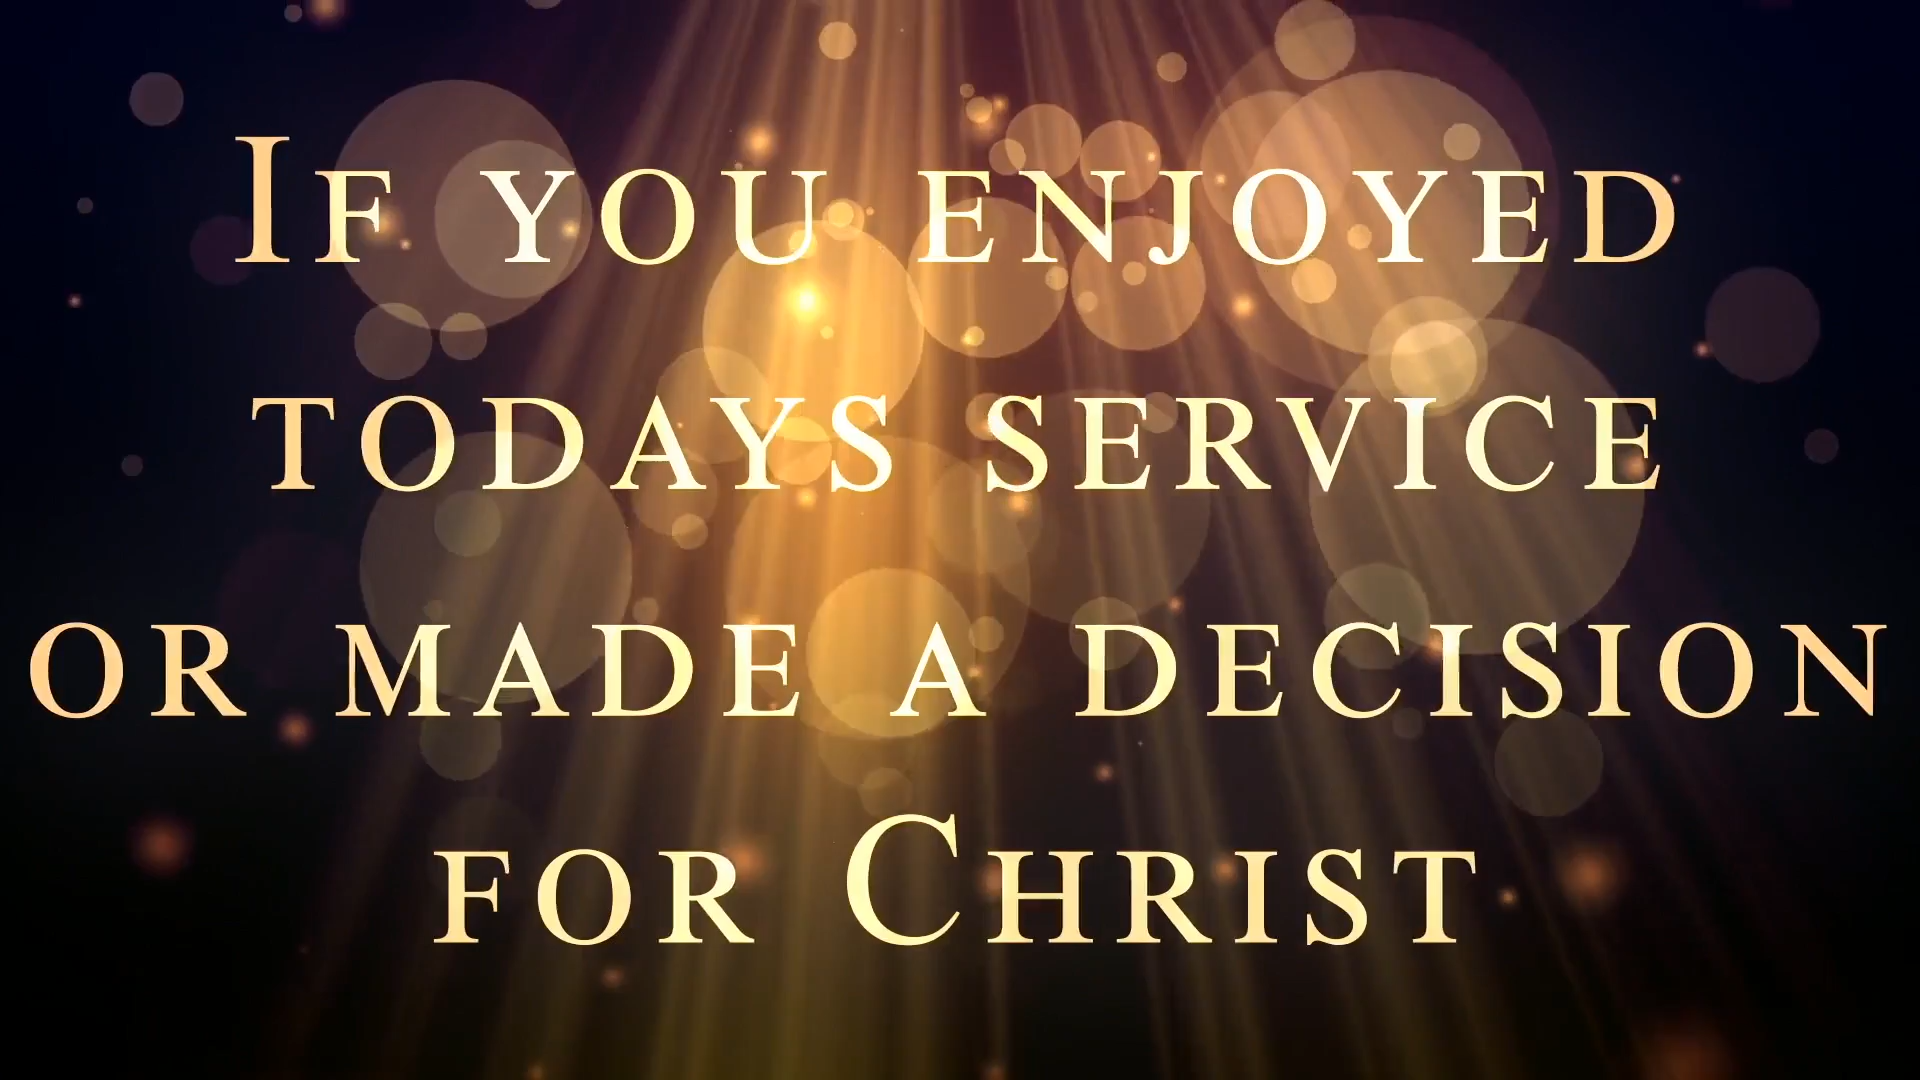 If you enjoyed
todays service
or made a decision
for Christ